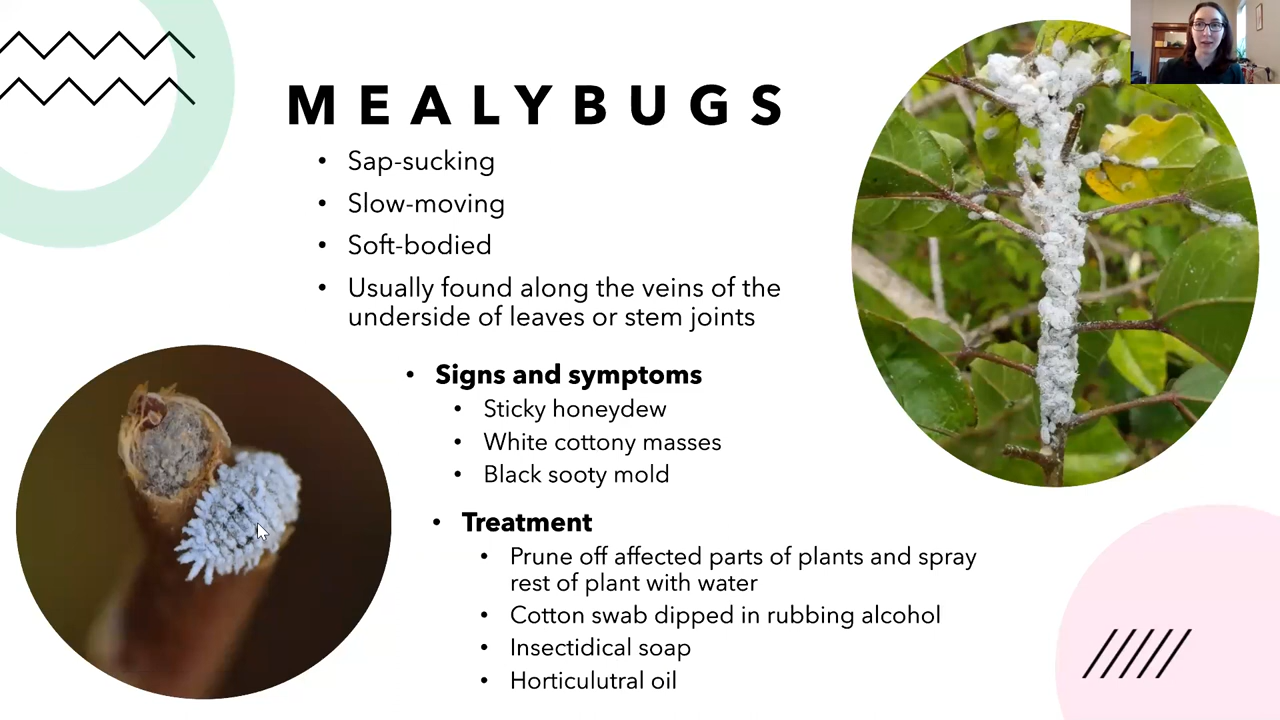 MEALYBUGS
• Sap-sucking
• Slow-moving
• Soft-bodied
• Usually found along the veins of the
underside of leaves or stem joints
• Signs and symptoms
• Sticky honeydew
• White cottony masses
• Black sooty mold
• Treatment
• Prune off affected parts of plants and spray
rest of plant with water
• Cotton swab dipped in rubbing alcohol
• Insectidical soap
• Horticulutral oil